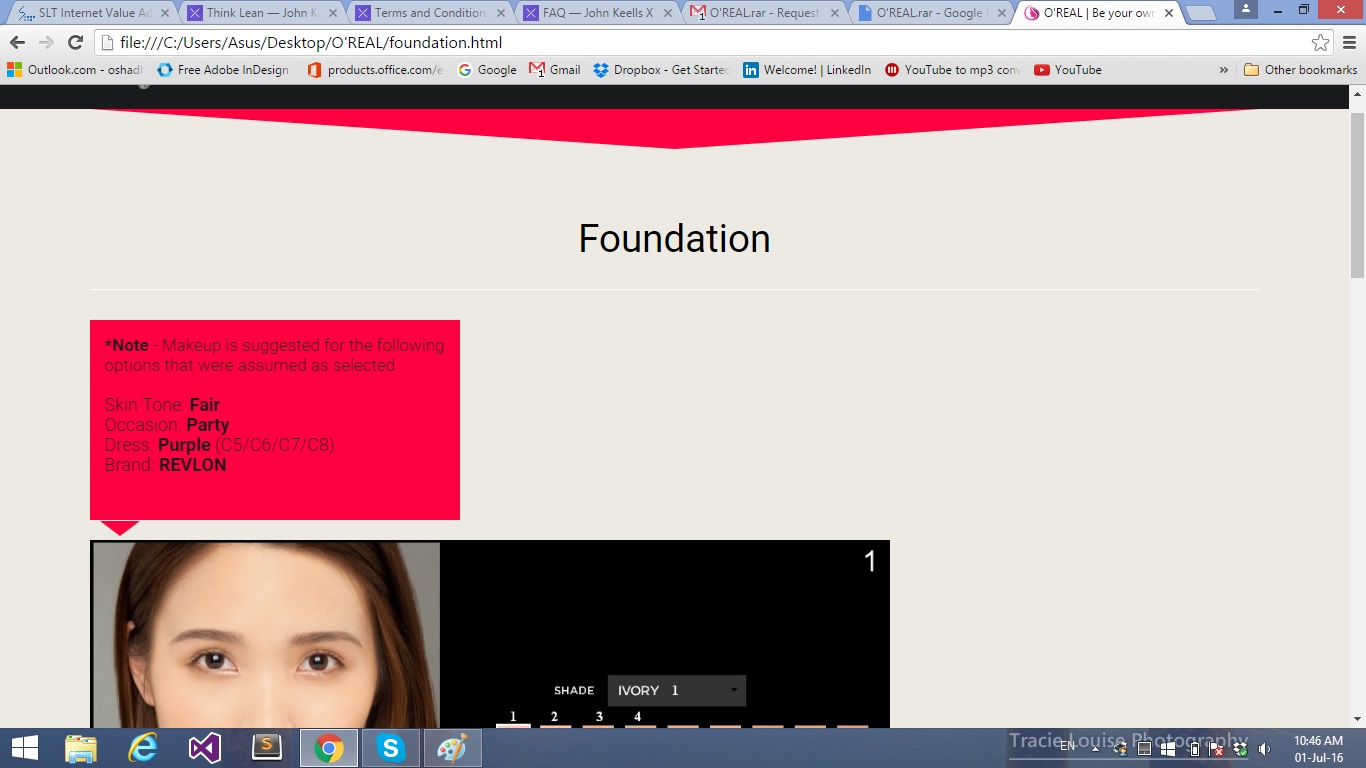 SLT Internet Value Ad
Think Lean — John K
Terms and Condition
FAQ — John Keells X
O'REAL.rar - Request
O'REAL.rar - Google
O'REAL | Be your own
file:///C:/Users/Asus/Desktop/O'REAL/foundation.html
Outlook.com - oshadh
Free Adobe InDesign
products.office.com/e
Google
Gmail
Dropbox - Get Started
Welcome! | LinkedIn
YouTube to mp3 conv
YouTube
»
Other bookmarks
Foundation
*Note - Makeup is suggested for the following
options that were assumed as selected
Skin Tone: Fair
Occasion: Party
Dress: Purple (C5/C6/C7/C8)
Brand: REVLON
1
SHADE IVORY 1
1 2 3 4
Tracie Louise Photography
EN
10:46 AM
01-Jul-16